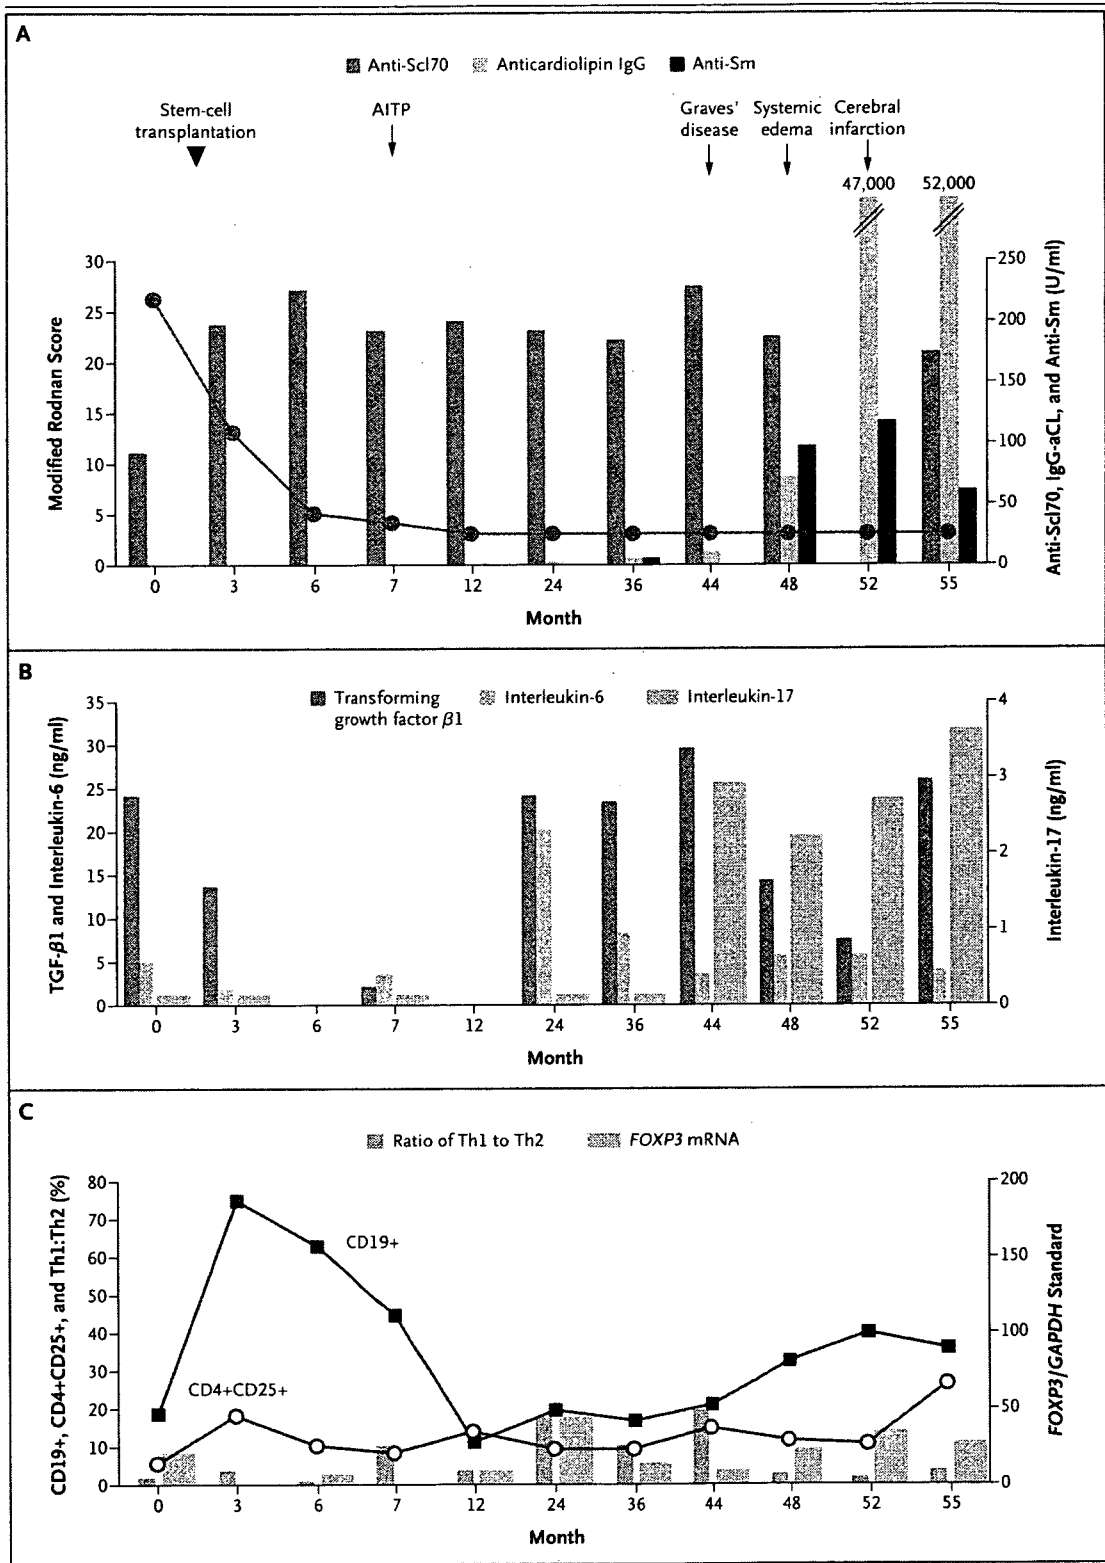 A
Anti-Scl70 Anticardiolipin IgG Anti-Sm
Stem-cell
transplantation
AITP
Graves'
disease
Systemic
edema
Cerebral
infarction
47,000 52,000
Modified Rodnan Score
30
25
20
15
10
5
0
Anti-Scl70, IgG-aCL, and Anti-Sm (U/ml)
250
200
150
100
50
0
0 3 6 7 12 24 36 44 48 52 55
Month
B
Transforming
growth factor β1
Interleukin-6 Interleukin-17
TGF-β1 and Interleukin-6 (ng/ml)
35
30
25
20
15
10
5
0
Interleukin-17 (ng/ml)
4
3
2
1
0
0 3 6 7 12 24 36 44 48 52 55
Month
C
Ratio of Th1 to Th2 FOXP3 mRNA
CD19+, CD4+CD25+, and Th1:Th2 (%)
80
70
60
50
40
30
20
10
0
CD19+
CD4+CD25+
FOXP3/GAPDH Standard
200
150
100
50
0
0 3 6 7 12 24 36 44 48 52 55
Month